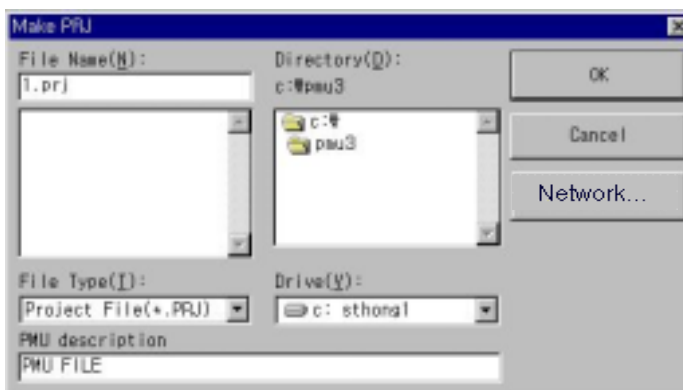 Make PRJ
File Name(N):
1.prj
Directory(D):
c:₩pmu3
c:₩
pmu3
OK
Cancel
Network...
File Type(I):
Project File(*.PRJ)
Drive(V):
c: sthong1
PMU description
PMU FILE